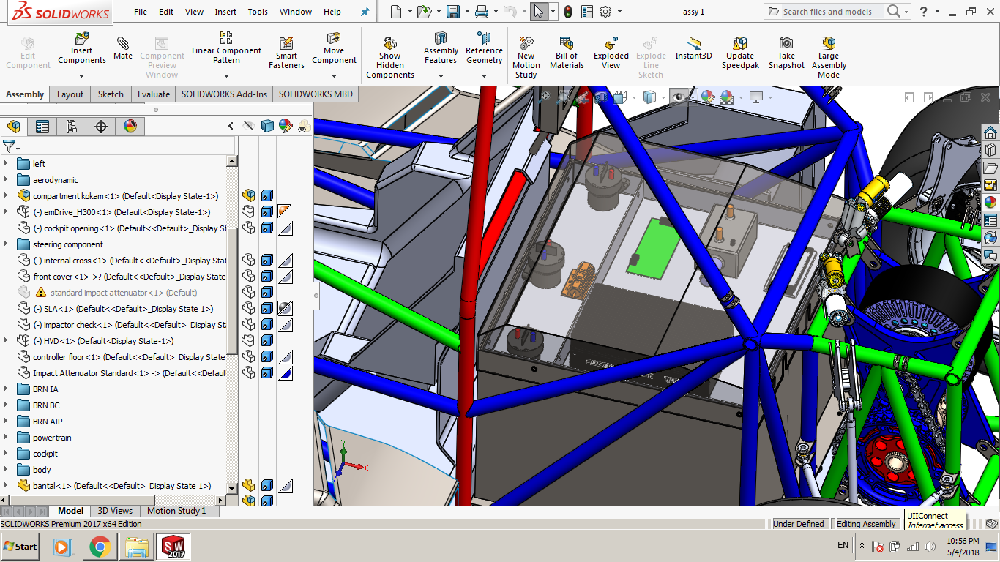 SOLIDWORKS
File Edit View Insert Tools Window Help
assy 1
Search files and models
Edit Component
Insert Components
Mate
Component Preview Window
Linear Component Pattern
Smart Fasteners
Move Component
Show Hidden Components
Assembly Features
Reference Geometry
New Motion Study
Bill of Materials
Exploded View
Explode Line Sketch
Instant3D
Update Speedpak
Take Snapshot
Large Assembly Mode
Assembly Layout Sketch Evaluate SOLIDWORKS Add-Ins SOLIDWORKS MBD
left
aerodynamic
compartment kokam<1> (Default<Display State-1>)
(-) emDrive_H300<1> (Default<Display State-1>)
(-) cockpit opening<1> (Default<<Default>_Display St
steering component
(-) internal cross<1> (Default<<Default>_Display Stat
(-) front cover<1>->? (Default<<Default>_Display State
standard impact attenuator<1> (Default)
(-) SLA<1> (Default<<Default>_Display State 1>)
(-) impactor check<1> (Default<<Default>_Display Sta
(-) HVD<1> (Default<Display State-1>)
controller floor<1> (Default<<Default>_Display State
Impact Attenuator Standard<1> -> (Default<<Defaul
BRN IA
BRN BC
BRN AIP
powertrain
cockpit
body
bantal<1> (Default<<Default>_Display State 1>)
Y
X
Z
Model 3D Views Motion Study 1
SOLIDWORKS Premium 2017 x64 Edition
Under Defined Editing Assembly
UIIConnect
Internet access
Start
SW
2017
EN
10:56 PM
5/4/2018